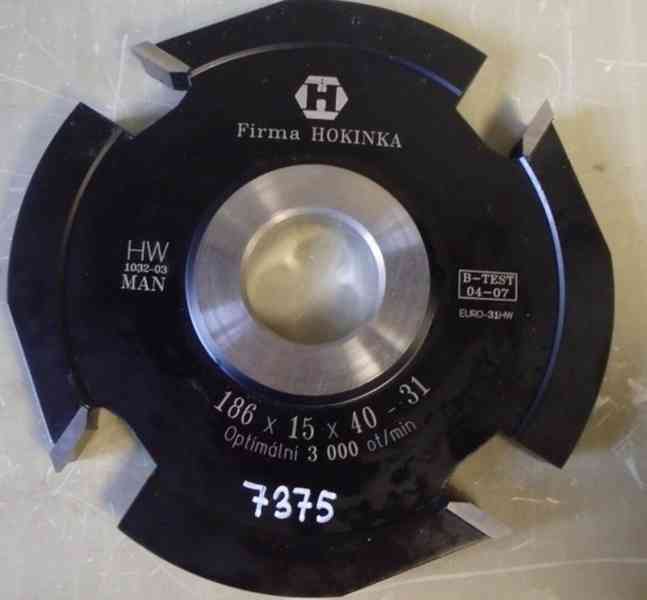 H
Firma HOKINKA
HW
1032-03
MAN
B-TEST
04-07
EURO-31HW
186 x 15 x 40 - 31
Optimální 3 000 ot/min
7375